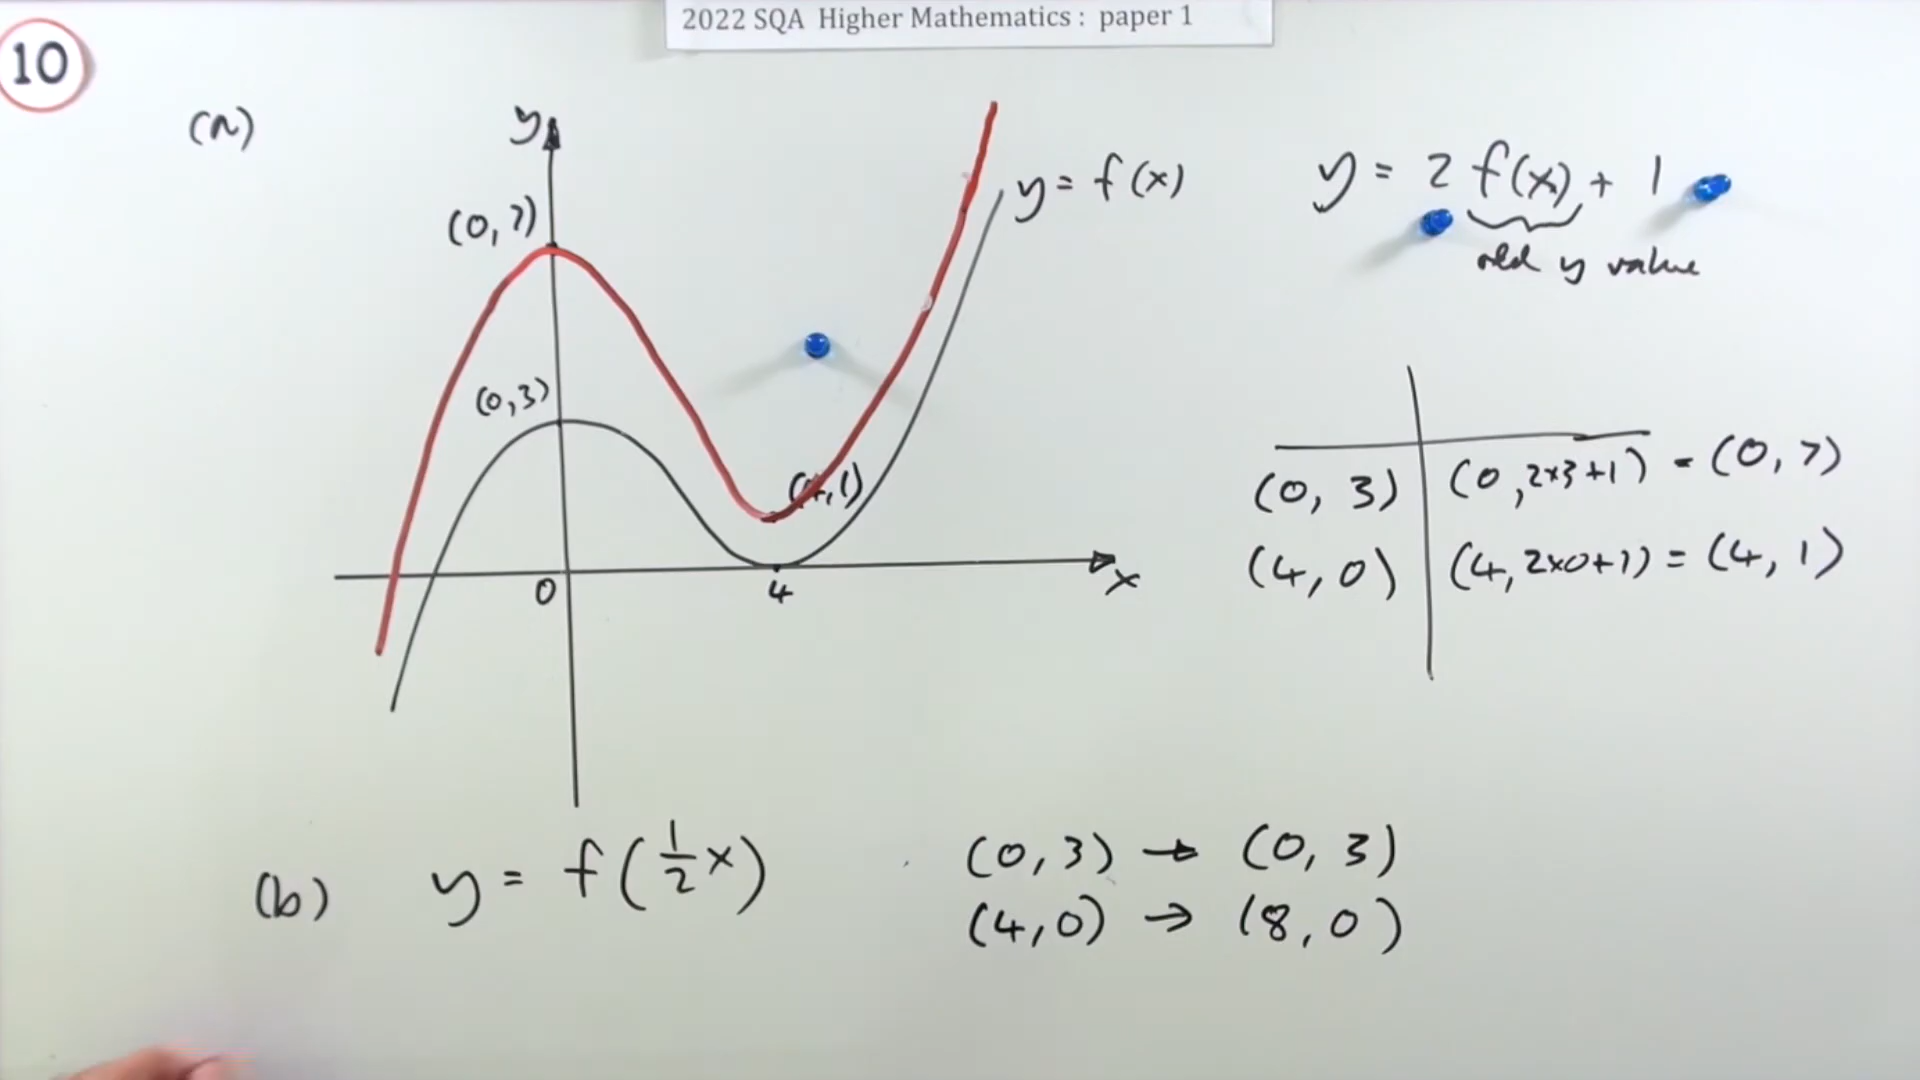 2022 SQA Higher Mathematics : paper 1
10
(a)
y
(0, 7)
y = f(x)
y = 2 f(x) + 1
old y value
(0, 3)
(4, 1)
0
4
x
(0, 3) (0, 2×3+1) = (0, 7)
(4, 0) (4, 2×0+1) = (4, 1)
(b) y = f(½x)
(0, 3) → (0, 3)
(4, 0) → (8, 0)